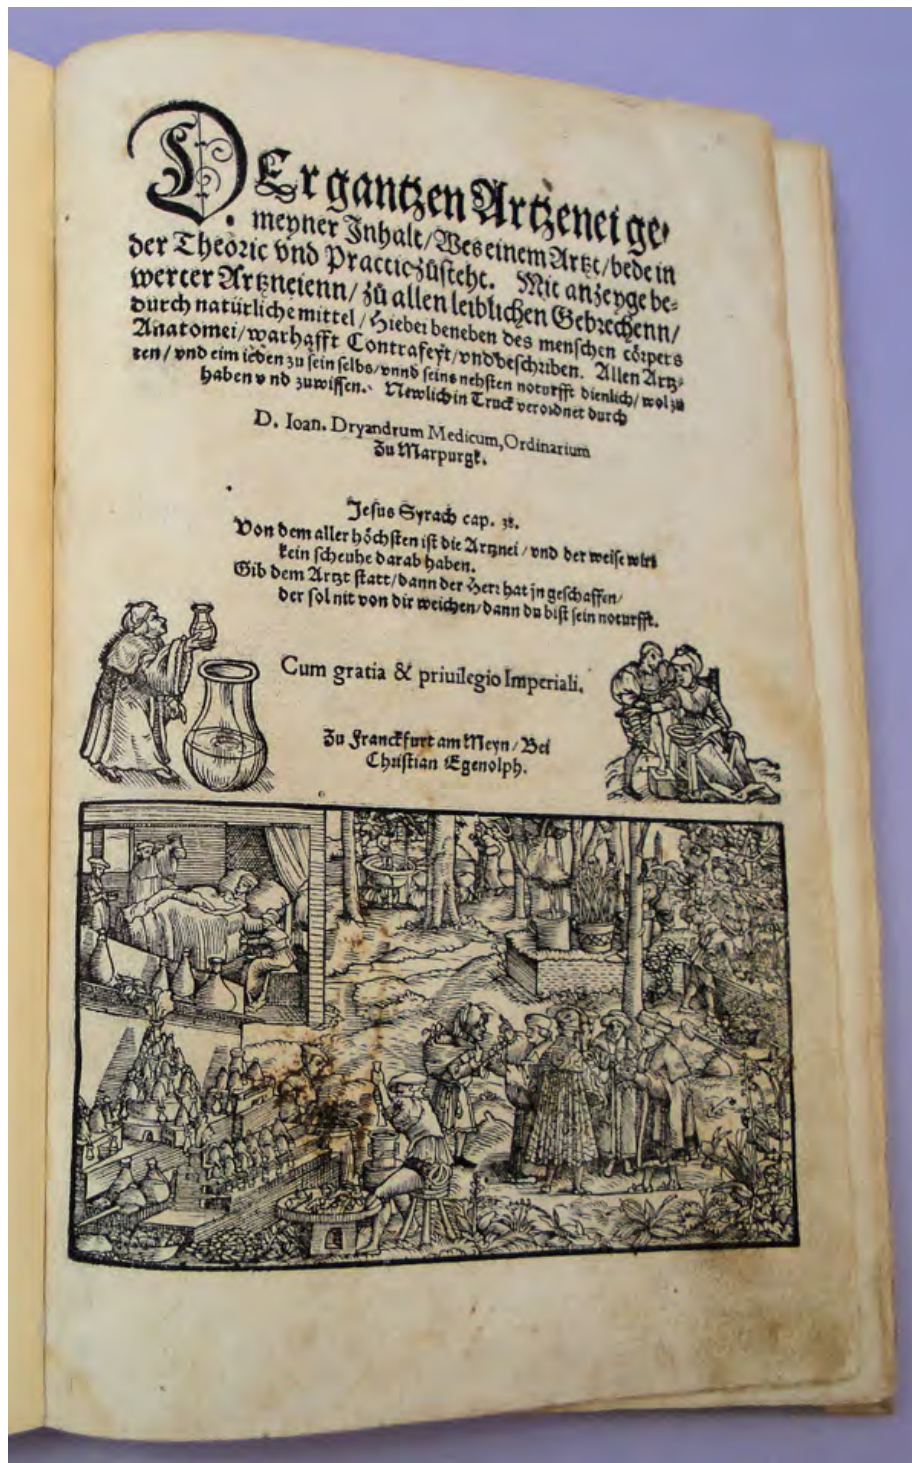 DEr gantzen Artzenei ge-
meyner Inhalt/Wes einem Artzt/bede in
der Theoric vnd Practic zůsteht. Mit anzeyge be-
werter Artzneienn/zů allen leiblichen Gebrechenn/
durch natürliche mittel/Hiebei beneben des menschen cörpers
Anatomei/warhafft Contrafeyt/vnd beschriben. Allen Artz-
ten/vnd eim ieden zu sein selbs/vnnd seins nehsten noturfft dienlich/wol zu
haben vnd zuwissen. Newlich in Truck verordnet durch
D. Ioan. Dryandrum Medicum, Ordinarium
Zu Marpurgk.
Jesus Syrach cap. 38.
Von dem aller höchsten ist die Artznei/vnd der weise wirt
kein scheuhe darab haben.
Gib dem Artzt statt/dann der Herr hat jn geschaffen/
der sol nit von dir weichen/dann du bist sein noturfft.
Cum gratia & priuilegio Imperiali.
Zu Franckfurt am Meyn/Bei
Christian Egenolph.